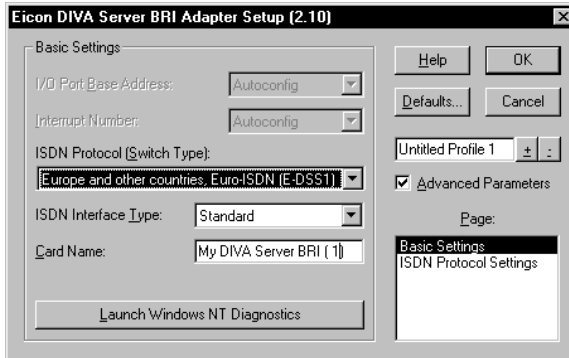 Eicon DIVA Server BRI Adapter Setup (2.10)
Basic Settings
I/O Port Base Address:
Autoconfig
Interrupt Number:
Autoconfig
ISDN Protocol (Switch Type):
Europe and other countries, Euro-ISDN (E-DSS1)
ISDN Interface Type:
Standard
Card Name:
My DIVA Server BRI ( 1)
Launch Windows NT Diagnostics
Help
OK
Defaults...
Cancel
Untitled Profile 1
+
-
Advanced Parameters
Page:
Basic Settings
ISDN Protocol Settings